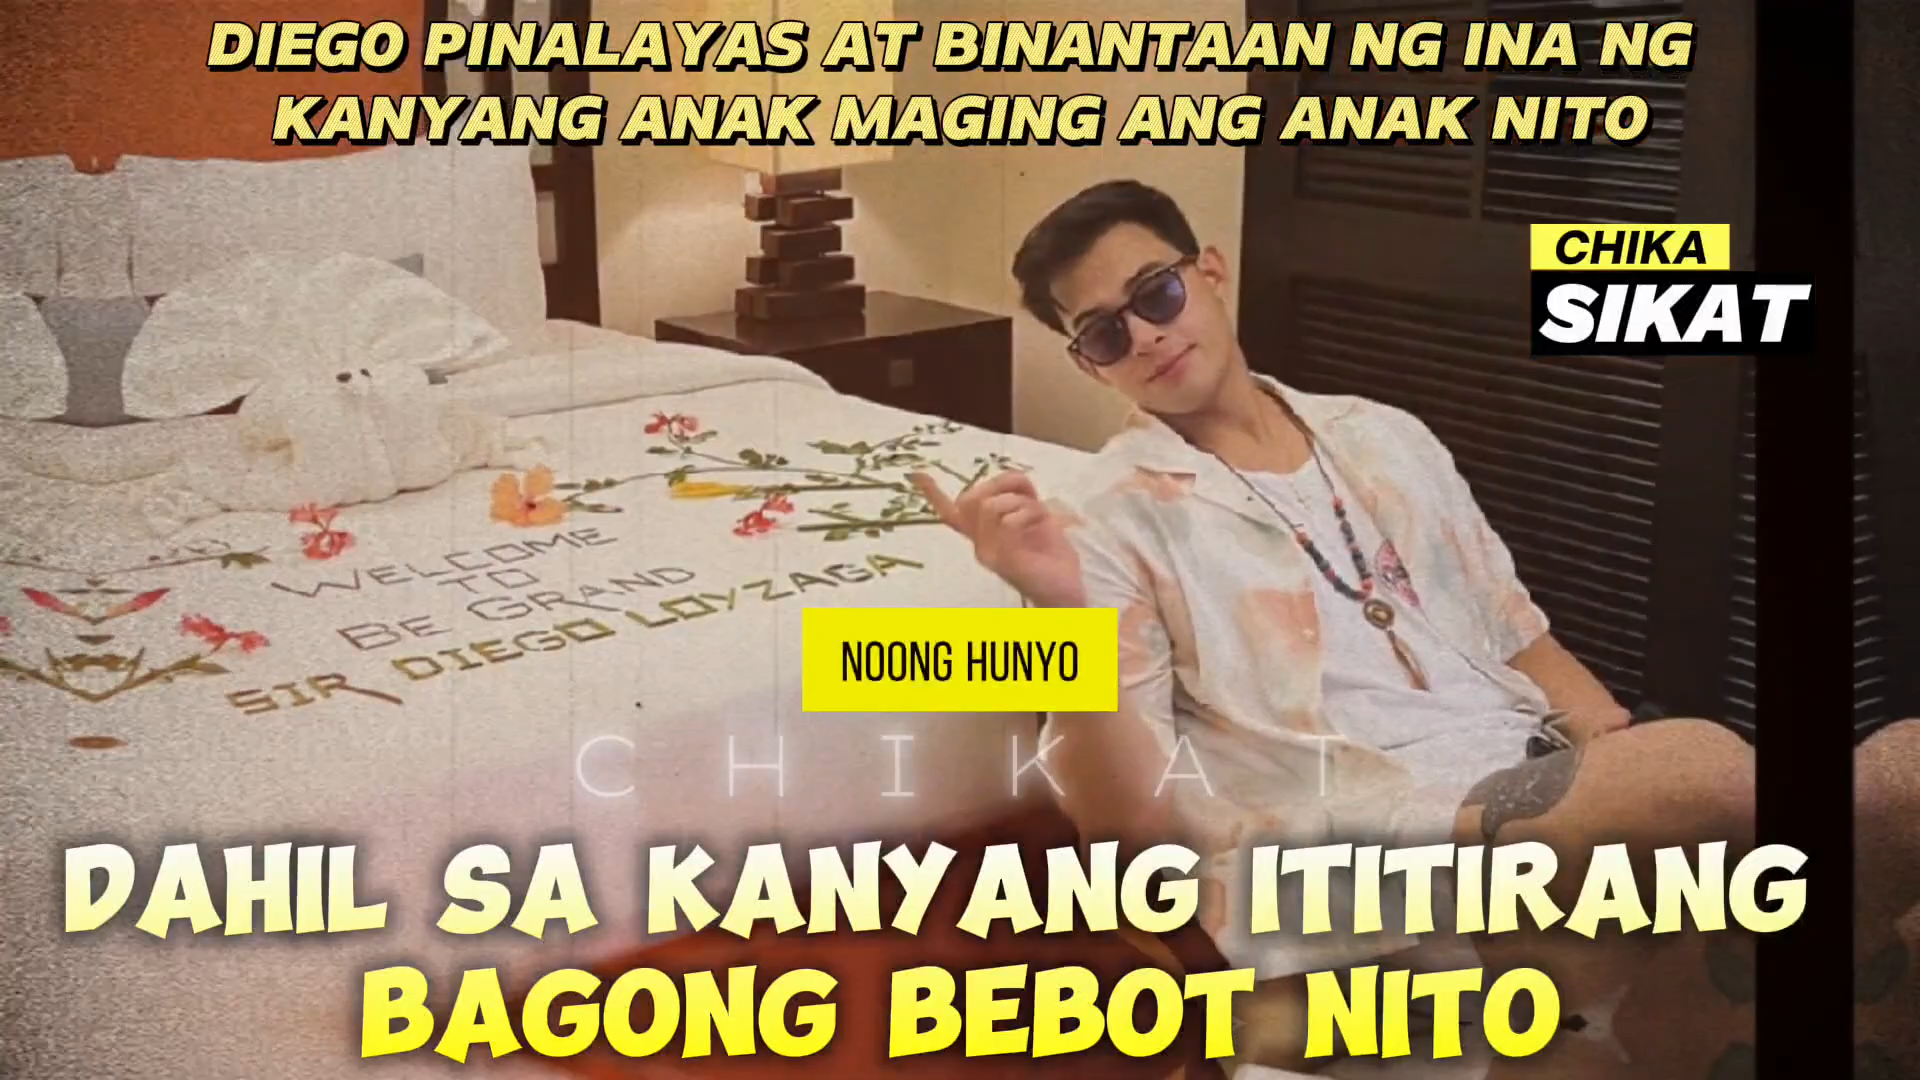 DIEGO PINALAYAS AT BINANTAAN NG INA NG
KANYANG ANAK MAGING ANG ANAK NITO
CHIKA
SIKAT
WELCOME
TO
BE GRAND
SIR DIEGO LOYZAGA
NOONG HUNYO
CHIKAT
DAHIL SA KANYANG ITITIRANG
BAGONG BEBOT NITO